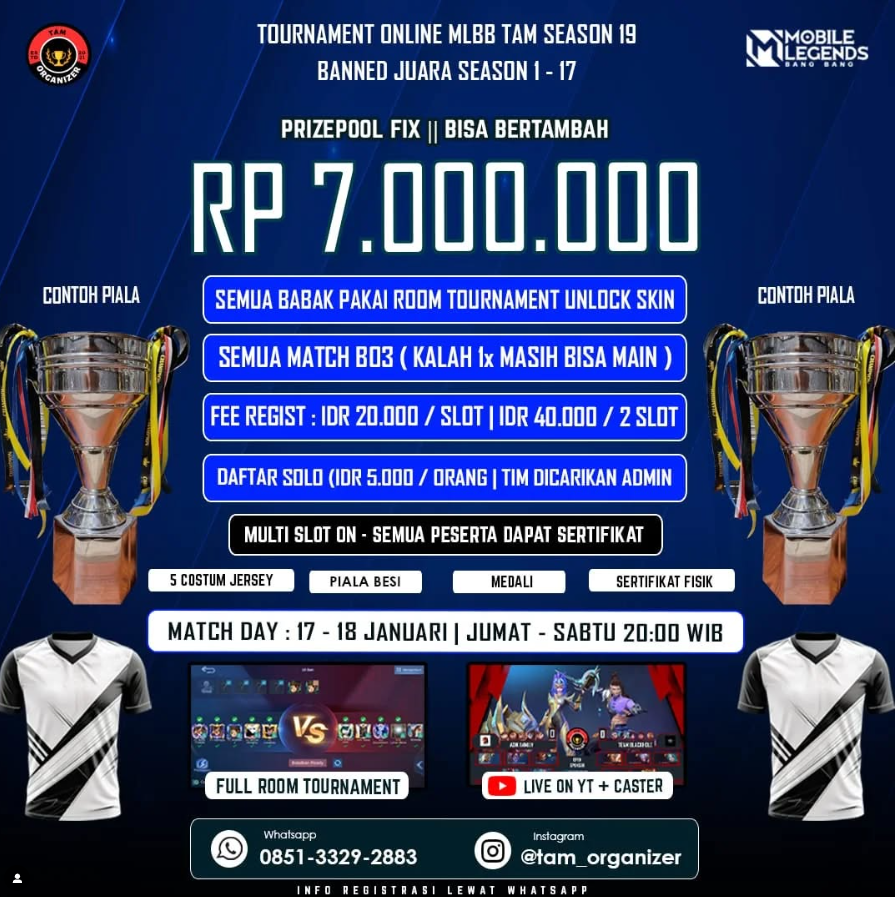 TAM
ORGANIZER
TOURNAMENT ONLINE MLBB TAM SEASON 19
BANNED JUARA SEASON 1 - 17
MOBILE
LEGENDS
BANG BANG
PRIZEPOOL FIX || BISA BERTAMBAH
RP 7.000.000
CONTOH PIALA
CONTOH PIALA
SEMUA BABAK PAKAI ROOM TOURNAMENT UNLOCK SKIN
SEMUA MATCH BO3 ( KALAH 1x MASIH BISA MAIN )
FEE REGIST : IDR 20.000 / SLOT | IDR 40.000 / 2 SLOT
DAFTAR SOLO (IDR 5.000 / ORANG | TIM DICARIKAN ADMIN
MULTI SLOT ON - SEMUA PESERTA DAPAT SERTIFIKAT
5 COSTUM JERSEY
PIALA BESI
MEDALI
SERTIFIKAT FISIK
MATCH DAY : 17 - 18 JANUARI | JUMAT - SABTU 20:00 WIB
VS
FULL ROOM TOURNAMENT
LIVE ON YT + CASTER
Whatsapp
0851-3329-2883
Instagram
@tam_organizer
INFO REGISTRASI LEWAT WHATSAPP